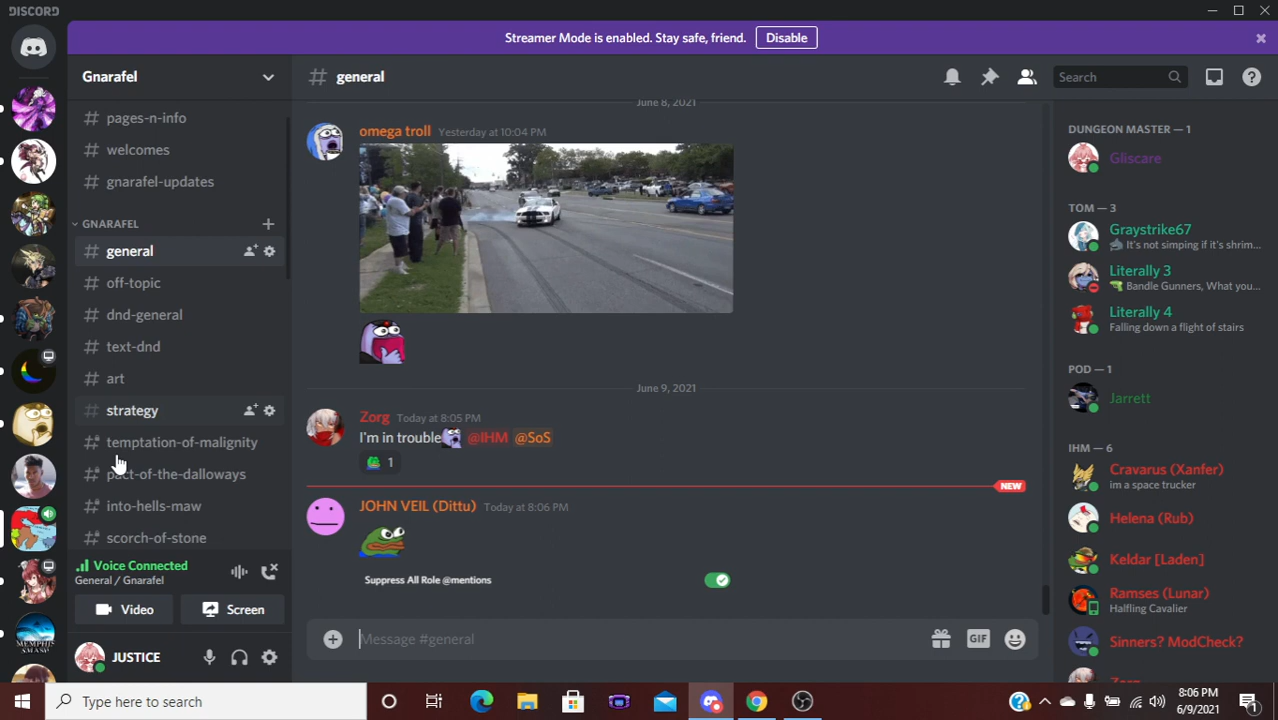 DISCORD
Streamer Mode is enabled. Stay safe, friend. Disable
Gnarafel
general
Search
pages-n-info
welcomes
gnarafel-updates
GNARAFEL
general
off-topic
dnd-general
text-dnd
art
strategy
temptation-of-malignity
pact-of-the-dalloways
into-hells-maw
scorch-of-stone
Voice Connected
General / Gnarafel
Video
Screen
JUSTICE
June 8, 2021
omega troll Yesterday at 10:04 PM
June 9, 2021
Zorg Today at 8:05 PM
I'm in trouble @IHM @SoS
1
NEW
JOHN VEIL (Dittu) Today at 8:06 PM
Suppress All Role @mentions
Message #general
GIF
DUNGEON MASTER — 1
Gliscare
TOM — 3
Graystrike67
It's not simping if it's shrim...
Literally 3
Bandle Gunners, What you...
Literally 4
Falling down a flight of stairs
POD — 1
Jarrett
IHM — 6
Cravarus (Xanfer)
im a space trucker
Helena (Rub)
Keldar [Laden]
Ramses (Lunar)
Halfling Cavalier
Sinners? ModCheck?
Zorg
Type here to search
8:06 PM
6/9/2021
1